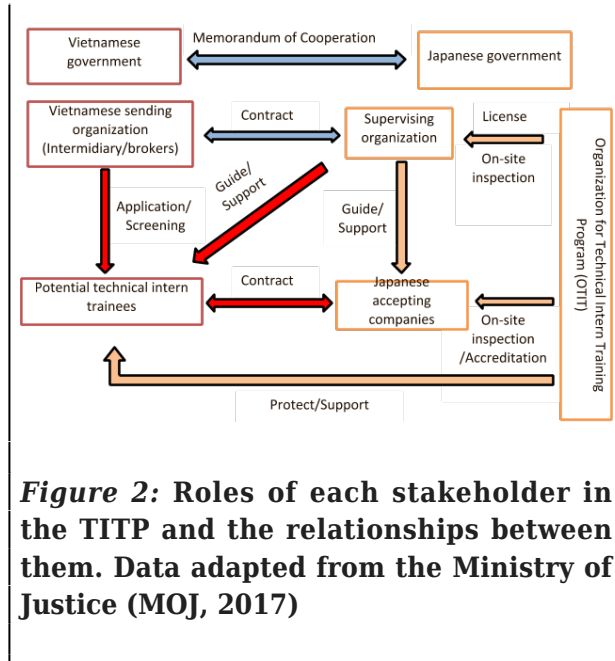 Vietnamese
government
Memorandum of Cooperation
Japanese government
Vietnamese sending
organization
(Intermidiary/brokers)
Contract
Supervising
organization
License
On-site
inspection
Organization for Technical Intern Training
Program (OTIT)
Application/
Screening
Guide/
Support
Guide/
Support
Potential technical intern
trainees
Contract
Japanese
accepting
companies
On-site
inspection
/Accreditation
Protect/Support
Figure 2: Roles of each stakeholder in
the TITP and the relationships between
them. Data adapted from the Ministry of
Justice (MOJ, 2017)